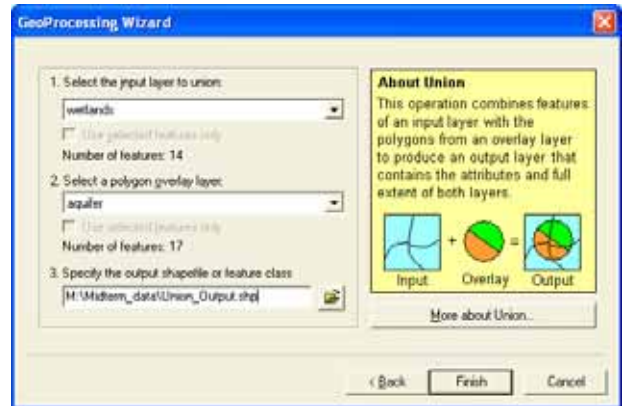 GeoProcessing Wizard
1. Select the input layer to union:
wetlands
Use selected features only
Number of features: 14
2. Select a polygon overlay layer:
aquifer
Use selected features only
Number of features: 17
3. Specify the output shapefile or feature class
M:\Midterm_data\Union_Output.shp
About Union
This operation combines features
of an input layer with the
polygons from an overlay layer
to produce an output layer that
contains the attributes and full
extent of both layers.
+ =
Input Overlay Output
More about Union...
< Back Finish Cancel